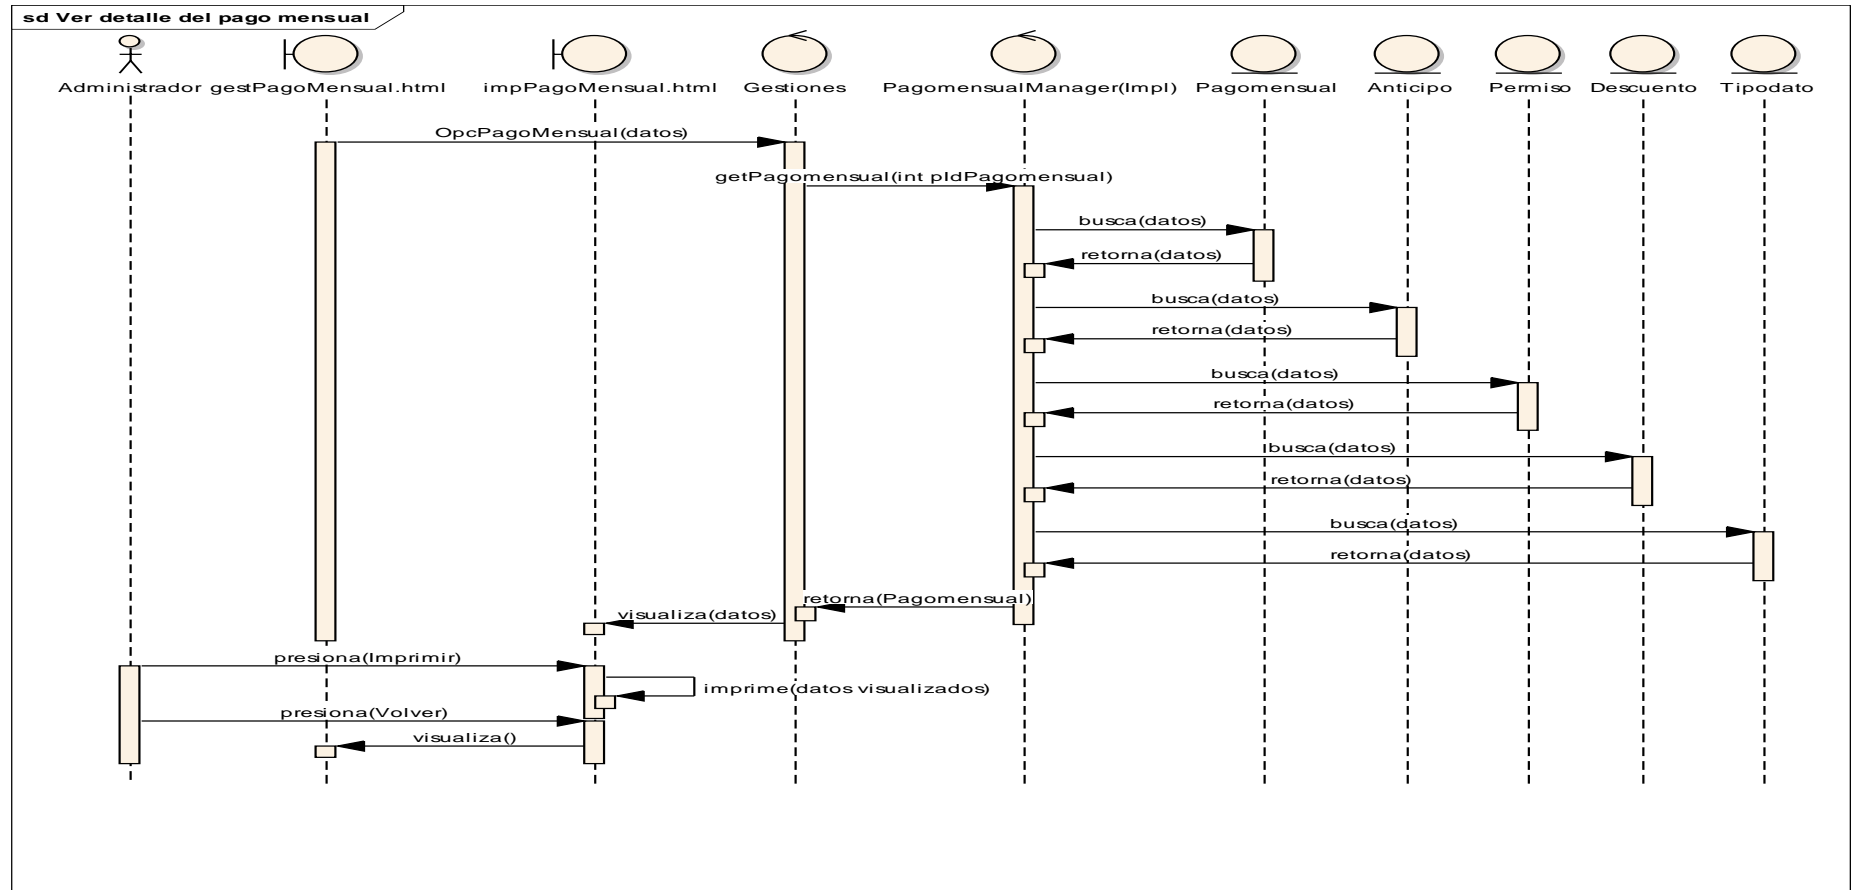 sd Ver detalle del pago mensual
Administrador gestPagoMensual.html impPagoMensual.html Gestiones PagomensualManager(Impl) Pagomensual Anticipo Permiso Descuento Tipodato
OpcPagoMensual(datos)
getPagomensual(int pIdPagomensual)
busca(datos)
retorna(datos)
busca(datos)
retorna(datos)
busca(datos)
retorna(datos)
busca(datos)
retorna(datos)
busca(datos)
retorna(datos)
retorna(Pagomensual)
visualiza(datos)
presiona(Imprimir)
imprime(datos visualizados)
presiona(Volver)
visualiza()